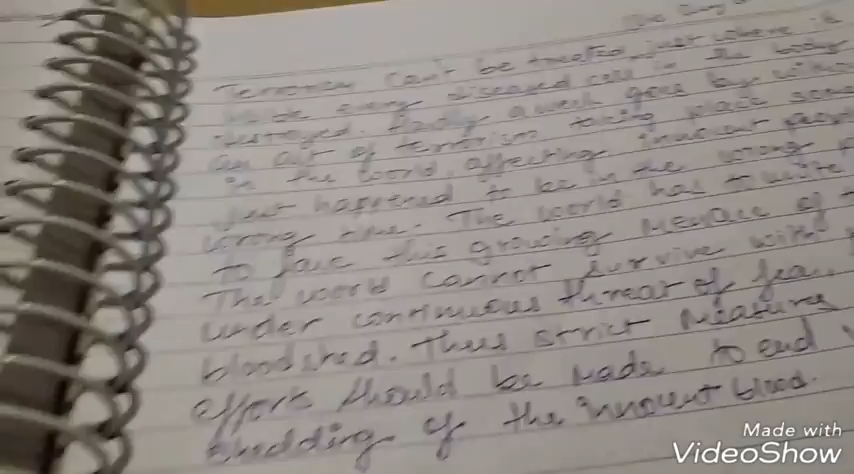 Terrorism can't be treated just where it
every diseased cell in the body
destroyed. Hardly a week goes by witho
an act of terrorism taking place some
in the world, affecting innocent people
just happened to be in the wrong p
wrong time. The world has to unite
to face this growing menace of t
The world cannot survive with
under continuous threat of fear
bloodshed. Thus strict measures
efforts should be made to end
shedding of the innocent blood.
Made with
VideoShow